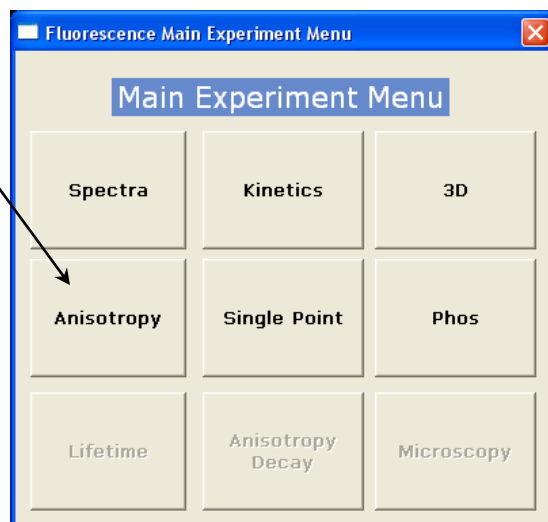 Fluorescence Main Experiment Menu
Main Experiment Menu
Spectra
Kinetics
3D
Anisotropy
Single Point
Phos
Lifetime
Anisotropy
Decay
Microscopy